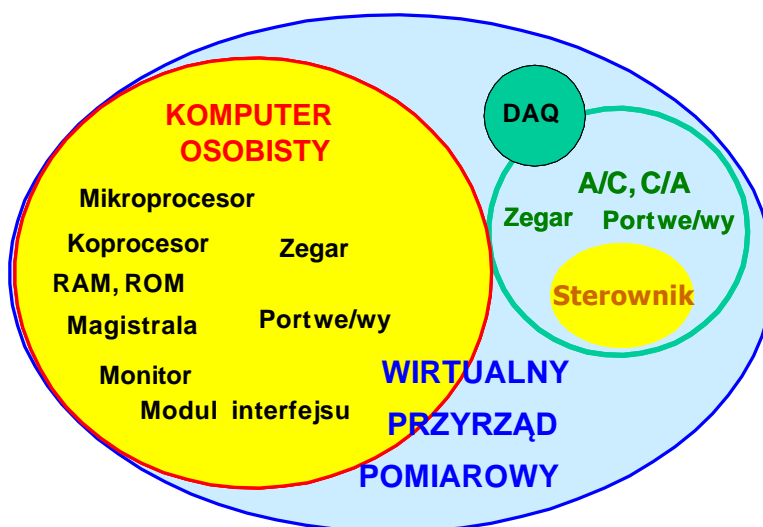 KOMPUTER
OSOBISTY
Mikroprocesor
Koprocesor
Zegar
RAM, ROM
Magistrala
Port we/wy
Monitor
Modul interfejsu
DAQ
A/C, C/A
Zegar
Port we/wy
Sterownik
WIRTUALNY
PRZYRZĄD
POMIAROWY